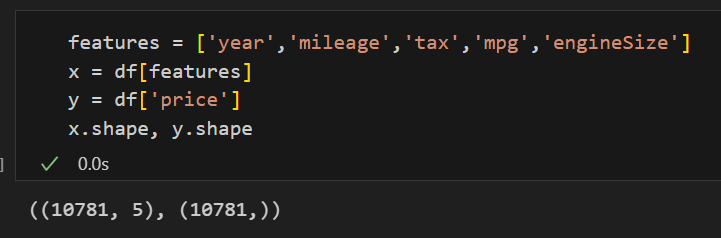 features = ['year','mileage','tax','mpg','engineSize']
x = df[features]
y = df['price']
x.shape, y.shape
]
✓ 0.0s
((10781, 5), (10781,))